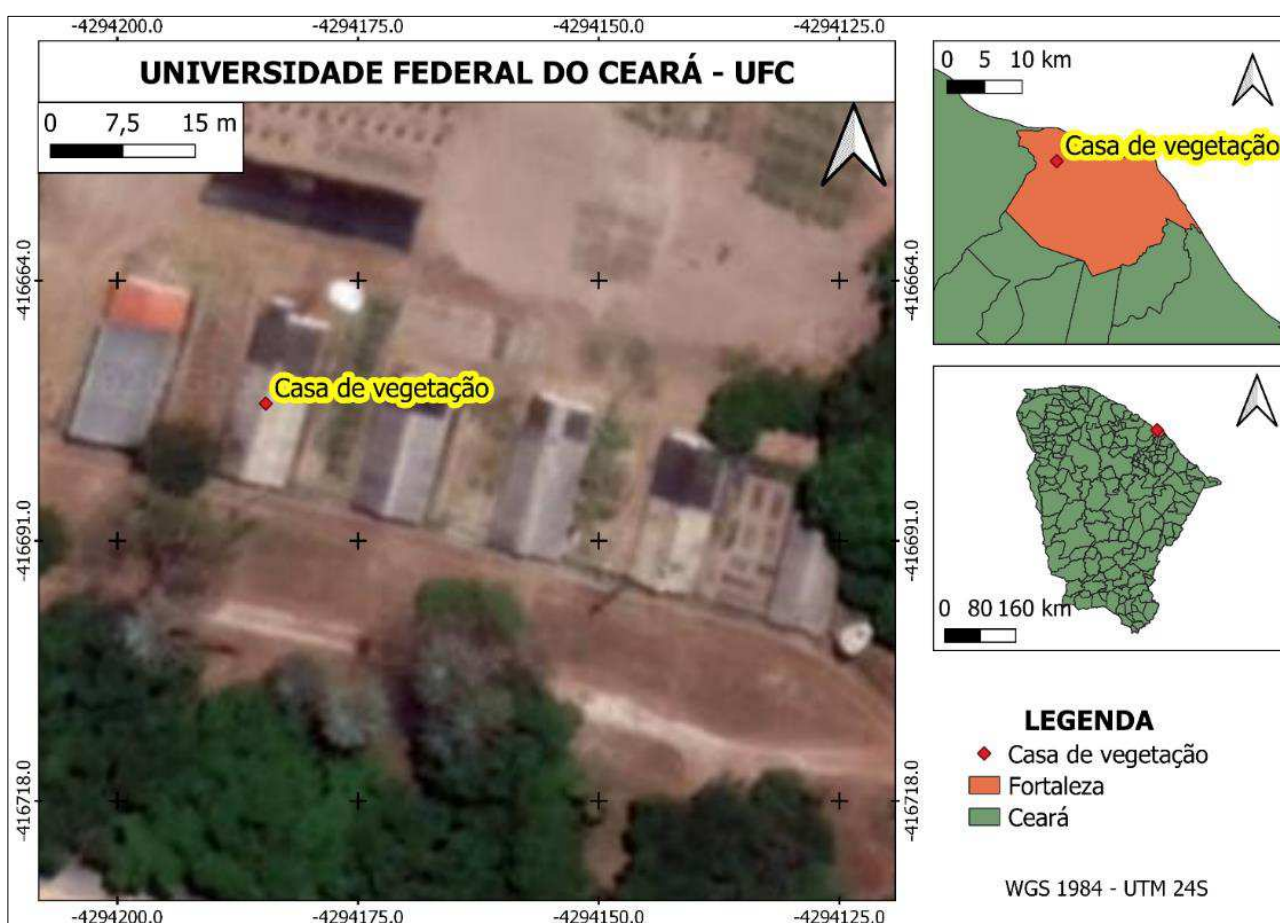 -4294200.0 -4294175.0 -4294150.0 -4294125.0
UNIVERSIDADE FEDERAL DO CEARÁ - UFC
0 7,5 15 m
-416664.0
-416691.0
-416718.0
Casa de vegetação
-416664.0
-416691.0
-416718.0
-4294200.0 -4294175.0 -4294150.0 -4294125.0
0 5 10 km
Casa de vegetação
0 80 160 km
LEGENDA
Casa de vegetação
Fortaleza
Ceará
WGS 1984 - UTM 24S